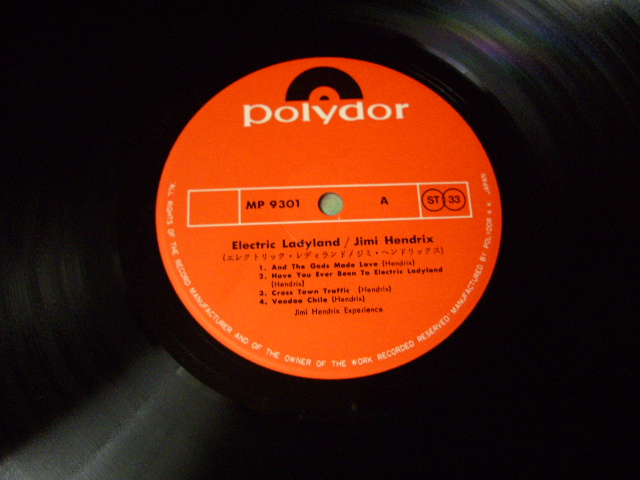 polydor
MP 9301
A
ST 33
Electric Ladyland / Jimi Hendrix
(エレクトリック・レディランド/ジミ・ヘンドリックス)
1. And The Gods Made Love (Hendrix)
2. Have You Ever Been To Electric Ladyland
(Hendrix)
3. Cross Town Traffic (Hendrix)
4. Voodoo Chile (Hendrix)
Jimi Hendrix Experience
ALL RIGHTS OF THE RECORD MANUFACTURER AND OF THE OWNER OF THE WORK RECORDED RESERVED MANUFACTURED BY POLYDOR K.K. JAPAN